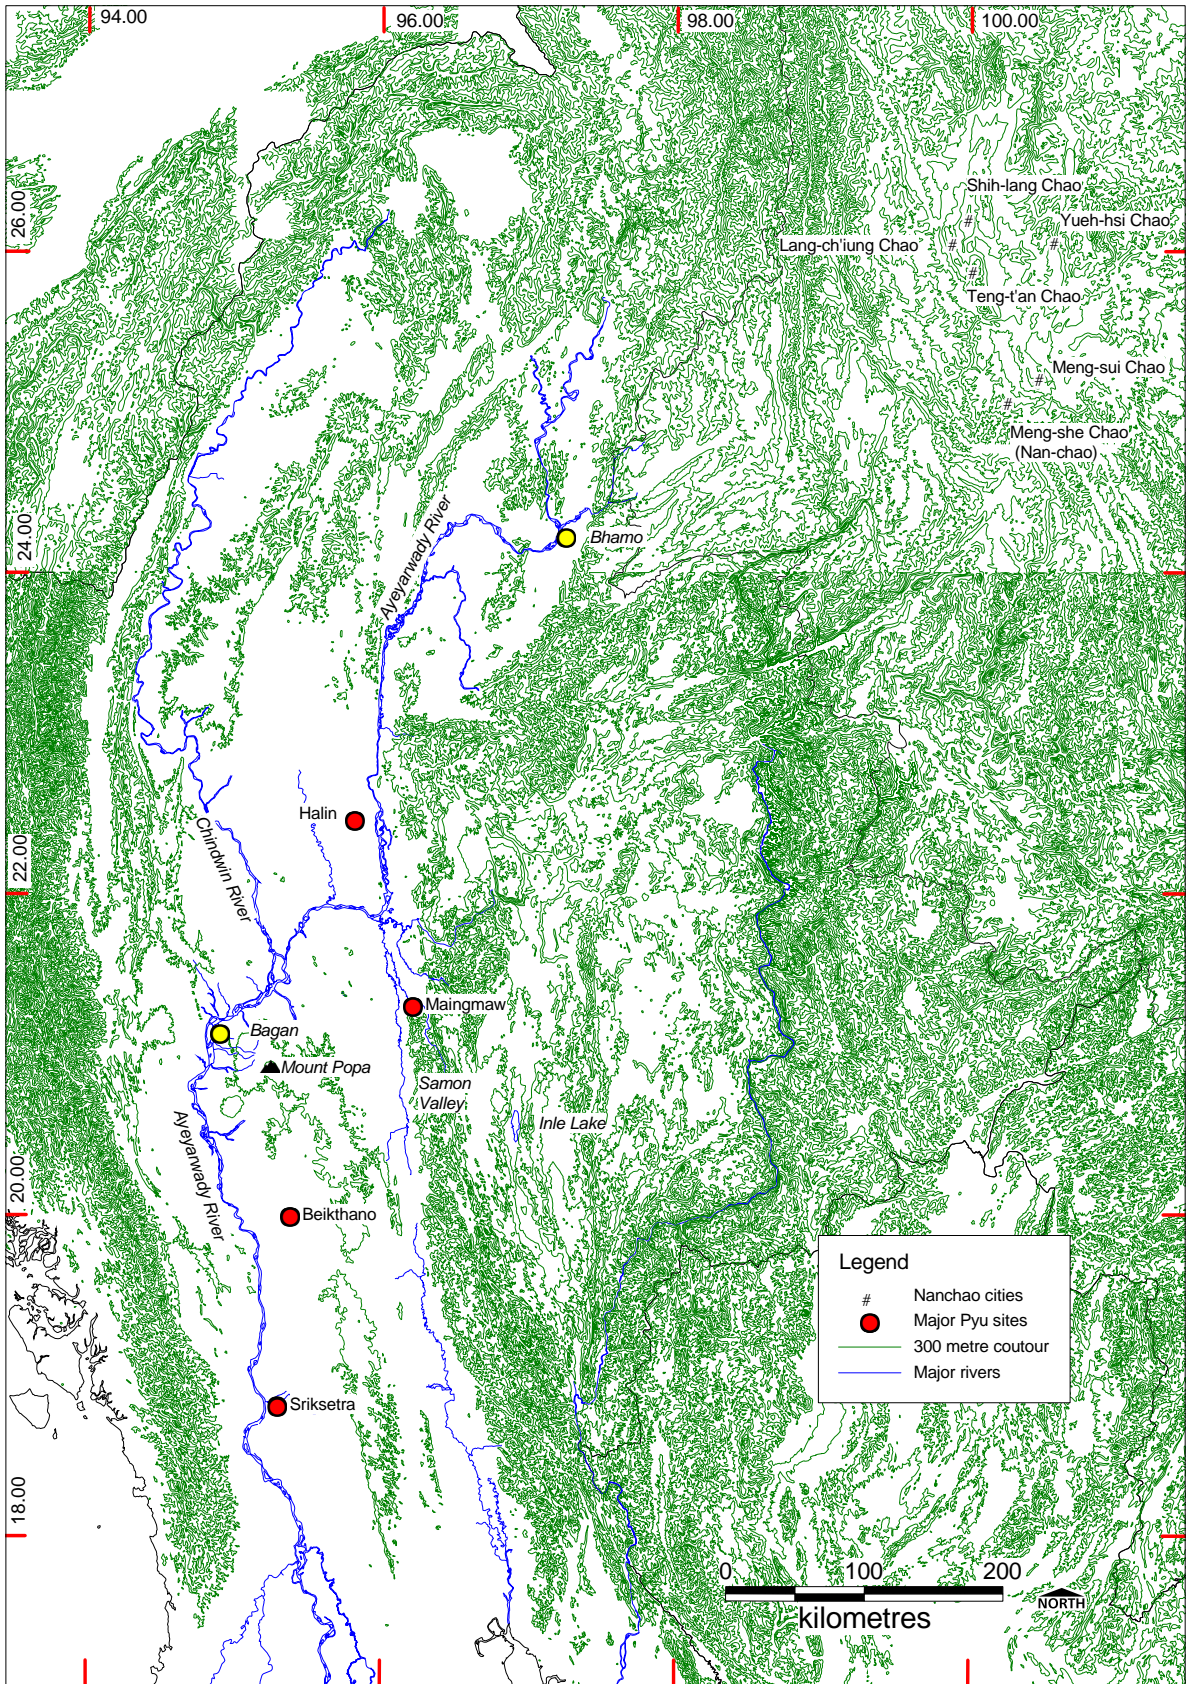 94.00
96.00
98.00
100.00
26.00
Shih-lang Chao
Yueh-hsi Chao
#
Lang-ch'iung Chao
#
#
#
Teng-t'an Chao
Meng-sui Chao
#
#
Meng-she Chao
(Nan-chao)
24.00
Ayeyarwady River
Bhamo
22.00
Halin
Chindwin River
Maingmaw
Bagan
Mount Popa
Samon
Valley
Inle Lake
Ayeyarwady River
20.00
Beikthano
Legend
# Nanchao cities
Major Pyu sites
300 metre coutour
Major rivers
Sriksetra
18.00
0 100 200
kilometres
NORTH